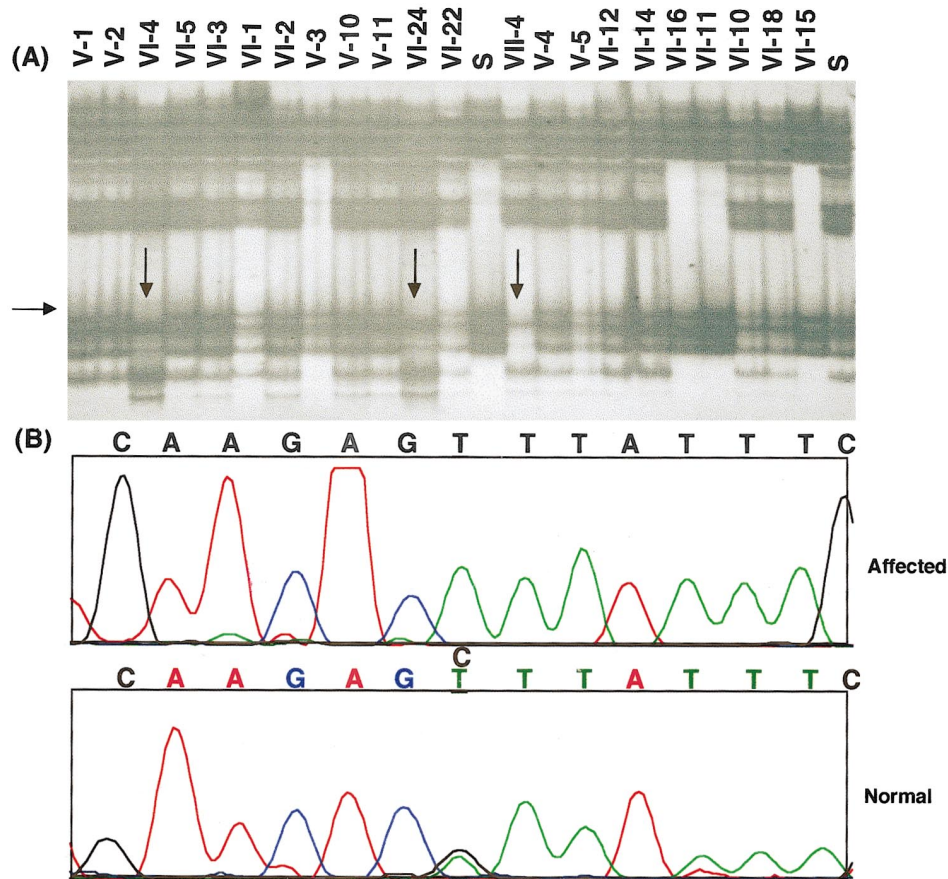 (A) V-1 V-2 VI-4 VI-5 VI-3 VI-1 VI-2 V-3 V-10 V-11 VI-24 VI-22 S VII-4 V-4 V-5 VI-12 VI-14 VI-16 VI-11 VI-10 VI-18 VI-15 S
(B) C A A G A G T T T A T T T C
Affected
C
C A A G A G T T T A T T T C
Normal